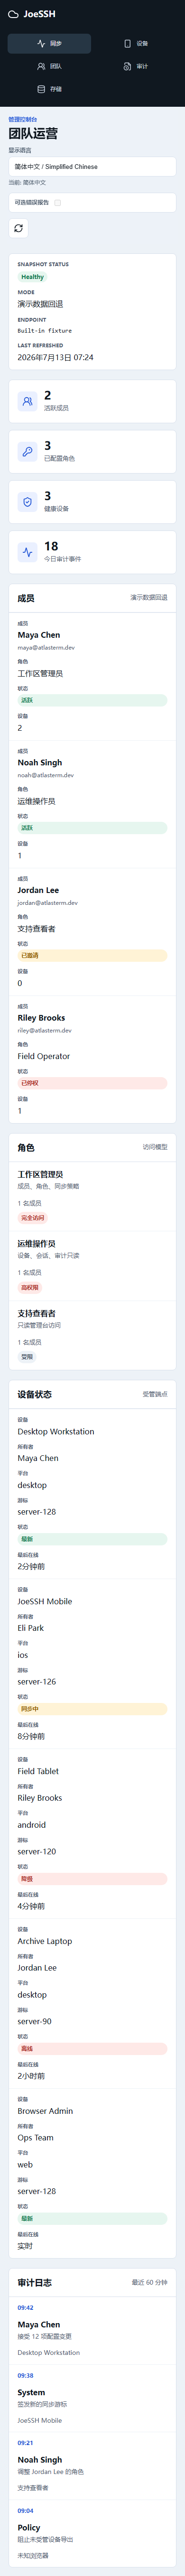 JoeSSH
同步
设备
团队
审计
存储
管理控制台
团队运营
显示语言
简体中文 / Simplified Chinese
当前: 简体中文
可选错误报告
SNAPSHOT STATUS
Healthy
MODE
演示数据回退
ENDPOINT
Built-in fixture
LAST REFRESHED
2026年7月13日 07:24
2
活跃成员
3
已配置角色
3
健康设备
18
今日审计事件
成员
演示数据回退
成员
Maya Chen
maya@atlasterm.dev
角色
工作区管理员
状态
活跃
设备
2
成员
Noah Singh
noah@atlasterm.dev
角色
运维操作员
状态
活跃
设备
1
成员
Jordan Lee
jordan@atlasterm.dev
角色
支持查看者
状态
已邀请
设备
0
成员
Riley Brooks
riley@atlasterm.dev
角色
Field Operator
状态
已停权
设备
1
角色
访问模型
工作区管理员
成员、角色、同步策略
1 名成员
完全访问
运维操作员
设备、会话、审计只读
1 名成员
高权限
支持查看者
只读管理台访问
1 名成员
受限
设备状态
受管端点
设备
Desktop Workstation
所有者
Maya Chen
平台
desktop
游标
server-128
状态
最新
最后在线
2分钟前
设备
JoeSSH Mobile
所有者
Eli Park
平台
ios
游标
server-126
状态
同步中
最后在线
8分钟前
设备
Field Tablet
所有者
Riley Brooks
平台
android
游标
server-120
状态
降级
最后在线
4分钟前
设备
Archive Laptop
所有者
Jordan Lee
平台
desktop
游标
server-90
状态
离线
最后在线
2小时前
设备
Browser Admin
所有者
Ops Team
平台
web
游标
server-128
状态
最新
最后在线
实时
审计日志
最近 60 分钟
09:42
Maya Chen
接受 12 项配置变更
Desktop Workstation
09:38
System
签发新的同步游标
JoeSSH Mobile
09:21
Noah Singh
调整 Jordan Lee 的角色
支持查看者
09:04
Policy
阻止未受管设备导出
未知浏览器